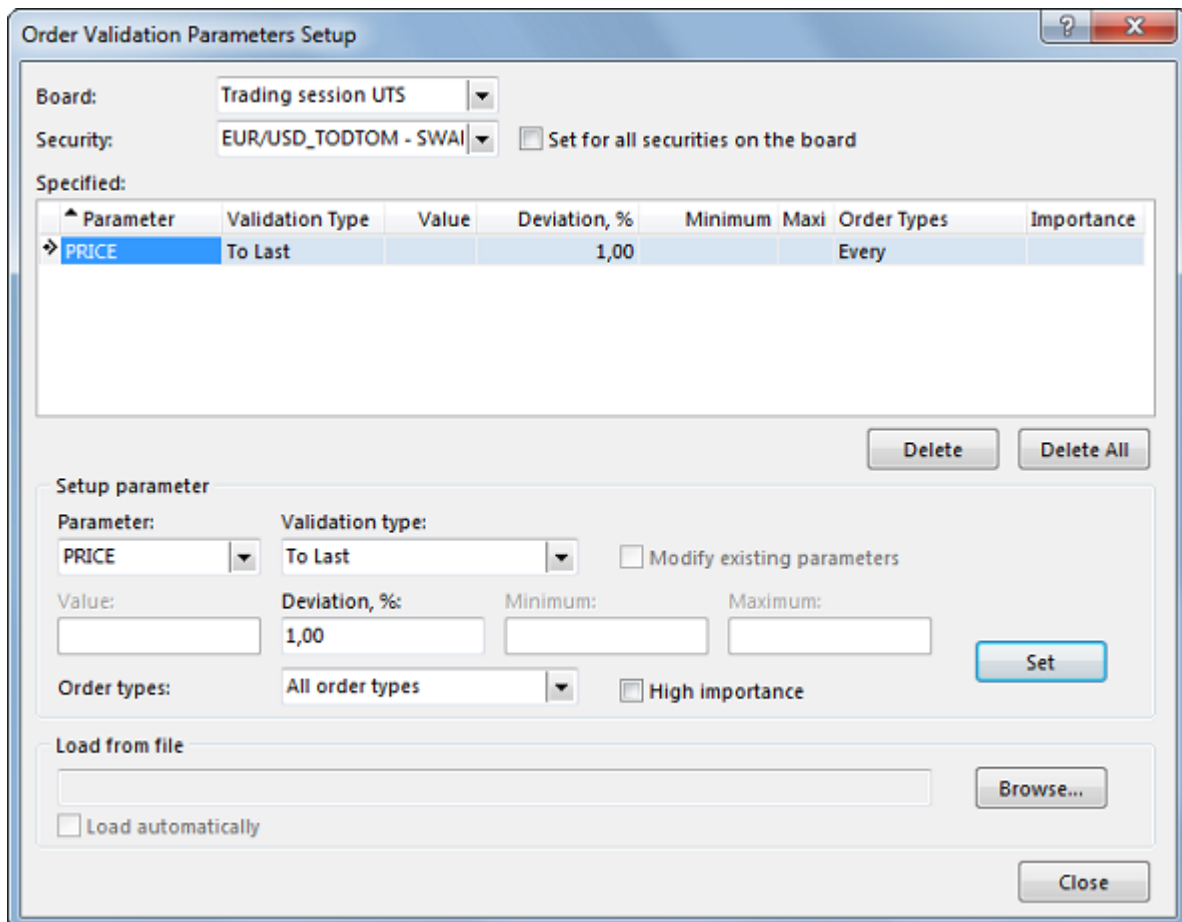 Order Validation Parameters Setup
Board: Trading session UTS
Security: EUR/USD_TODTOM - SWAI Set for all securities on the board
Specified:
Parameter Validation Type Value Deviation, % Minimum Maxi Order Types Importance
PRICE To Last 1,00 Every
Delete Delete All
Setup parameter
Parameter: Validation type:
PRICE To Last Modify existing parameters
Value: Deviation, %: Minimum: Maximum:
1,00
Set
Order types: All order types High importance
Load from file
Browse...
Load automatically
Close